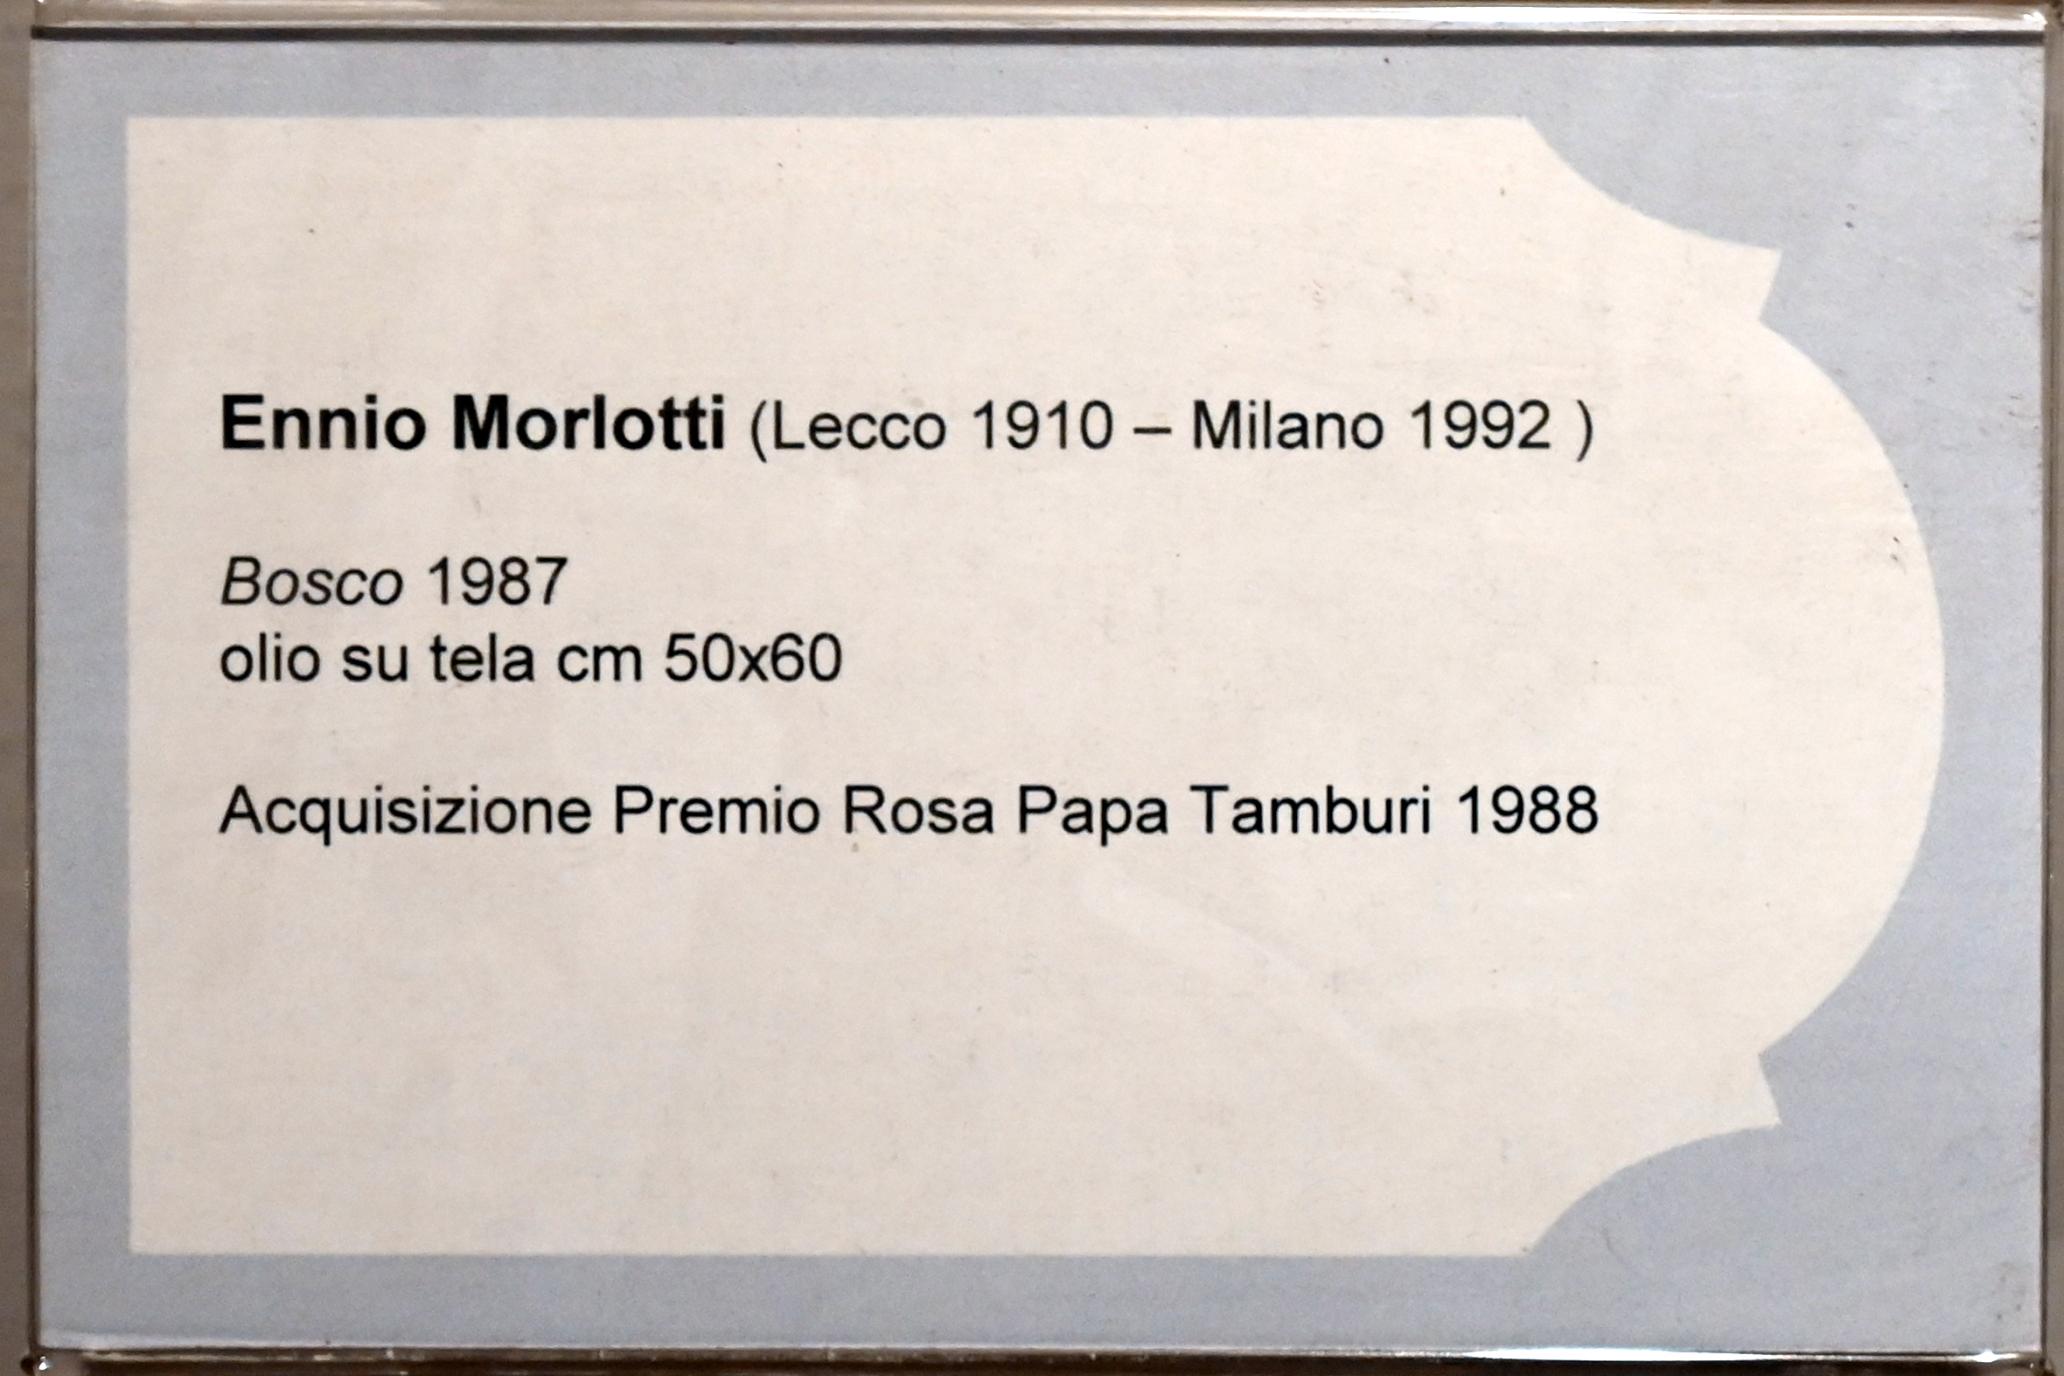 Ennio Morlotti (Lecco 1910 – Milano 1992 )
Bosco 1987
olio su tela cm 50x60
Acquisizione Premio Rosa Papa Tamburi 1988